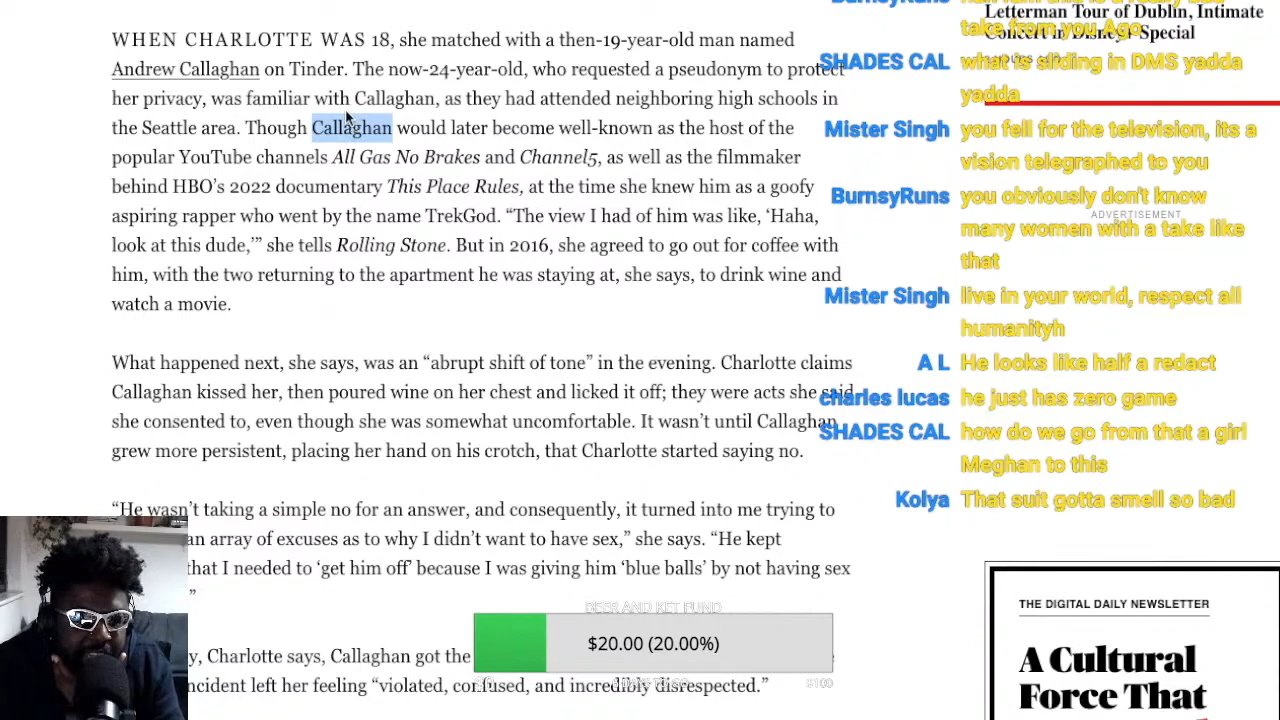 WHEN CHARLO was, she matched with a then-19-year-old man named
Andrew Callaghan on Tinder. The now-24-year-old, who requested a pseudonym to protect
her privacy, was familiar with Callaghan, as they had attended neighboring high schools in
the Seattle area. Though Callaghan would later become well-known as the host of the
popular YouTube channels All Gas No Brakes and Channel5, as well as the filmmaker
behind HBO’s 2022 documentary This Place Rules, at the time she knew him as a goofy
aspiring rapper who went by the name TrekGod. “The view I had of him was like, ‘Haha,
look at this dude,’” she tells Rolling Stone. But in 2016, she agreed to go out for coffee with
him, with the two returning to the apartment he was staying at, she says, to drink wine and
watch a movie.
What happened next, she says, was an “abrupt shift of tone” in the evening. Charlotte claims
Callaghan kissed her, then poured wine on her chest and licked it off; they were acts she said
she consented to, even though she was somewhat uncomfortable. It wasn’t until Callaghan
grew more persistent, placing her hand on his crotch, that Charlotte started saying no.
“He wasn’t taking a simple no for an answer, and consequently, it turned into me trying to
an array of excuses as to why I didn’t want to have sex,” she says. “He kept
that I needed to ‘get him off’ because I was giving him ‘blue balls’ by not having sex
”
y, Charlotte says, Callaghan got the
ncident left her feeling “violated, confused, and incredibly disrespected.”
BEER AND KET FUND
$20.00 (20.00%)
$100
Letterman Tour of Dublin, Intimate
Concert in Disney+ Special
BurnsyRuns
take from you Ago
SHADES CAL what is sliding in DMS yadda
yadda
Mister Singh you fell for the television, its a
vision telegraphed to you
BurnsyRuns you obviously don't know
ADVERTISEMENT
many women with a take like
that
Mister Singh live in your world, respect all
humanityh
A L He looks like half a redact
charles lucas he just has zero game
SHADES CAL how do we go from that a girl
Meghan to this
Kolya That suit gotta smell so bad
THE DIGITAL DAILY NEWSLETTER
A Cultural
Force That